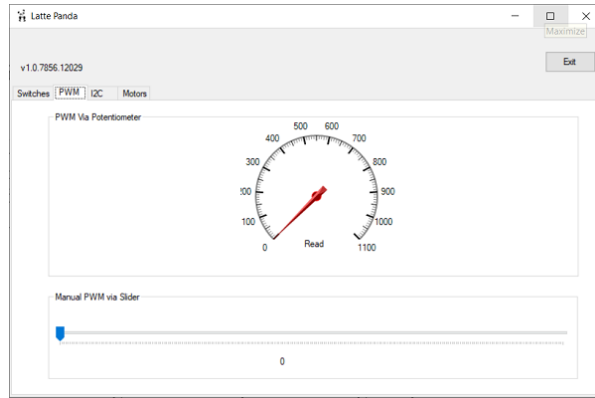 Latte Panda
Maximize
v1.0.7856.12029
Exit
Switches PWM I2C Motors
PWM Via Potentiometer
500 600
400 700
300 800
900
100 1000
0 Read 1100
Manual PWM via Slider
0